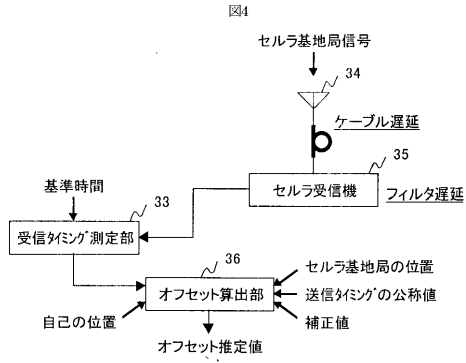 図4
セルラ基地局信号
34
ケーブル遅延
35
セルラ受信機
フィルタ遅延
基準時間
33
受信タイミング測定部
36
オフセット算出部
セルラ基地局の位置
送信タイミングの公称値
補正値
自己の位置
オフセット推定値